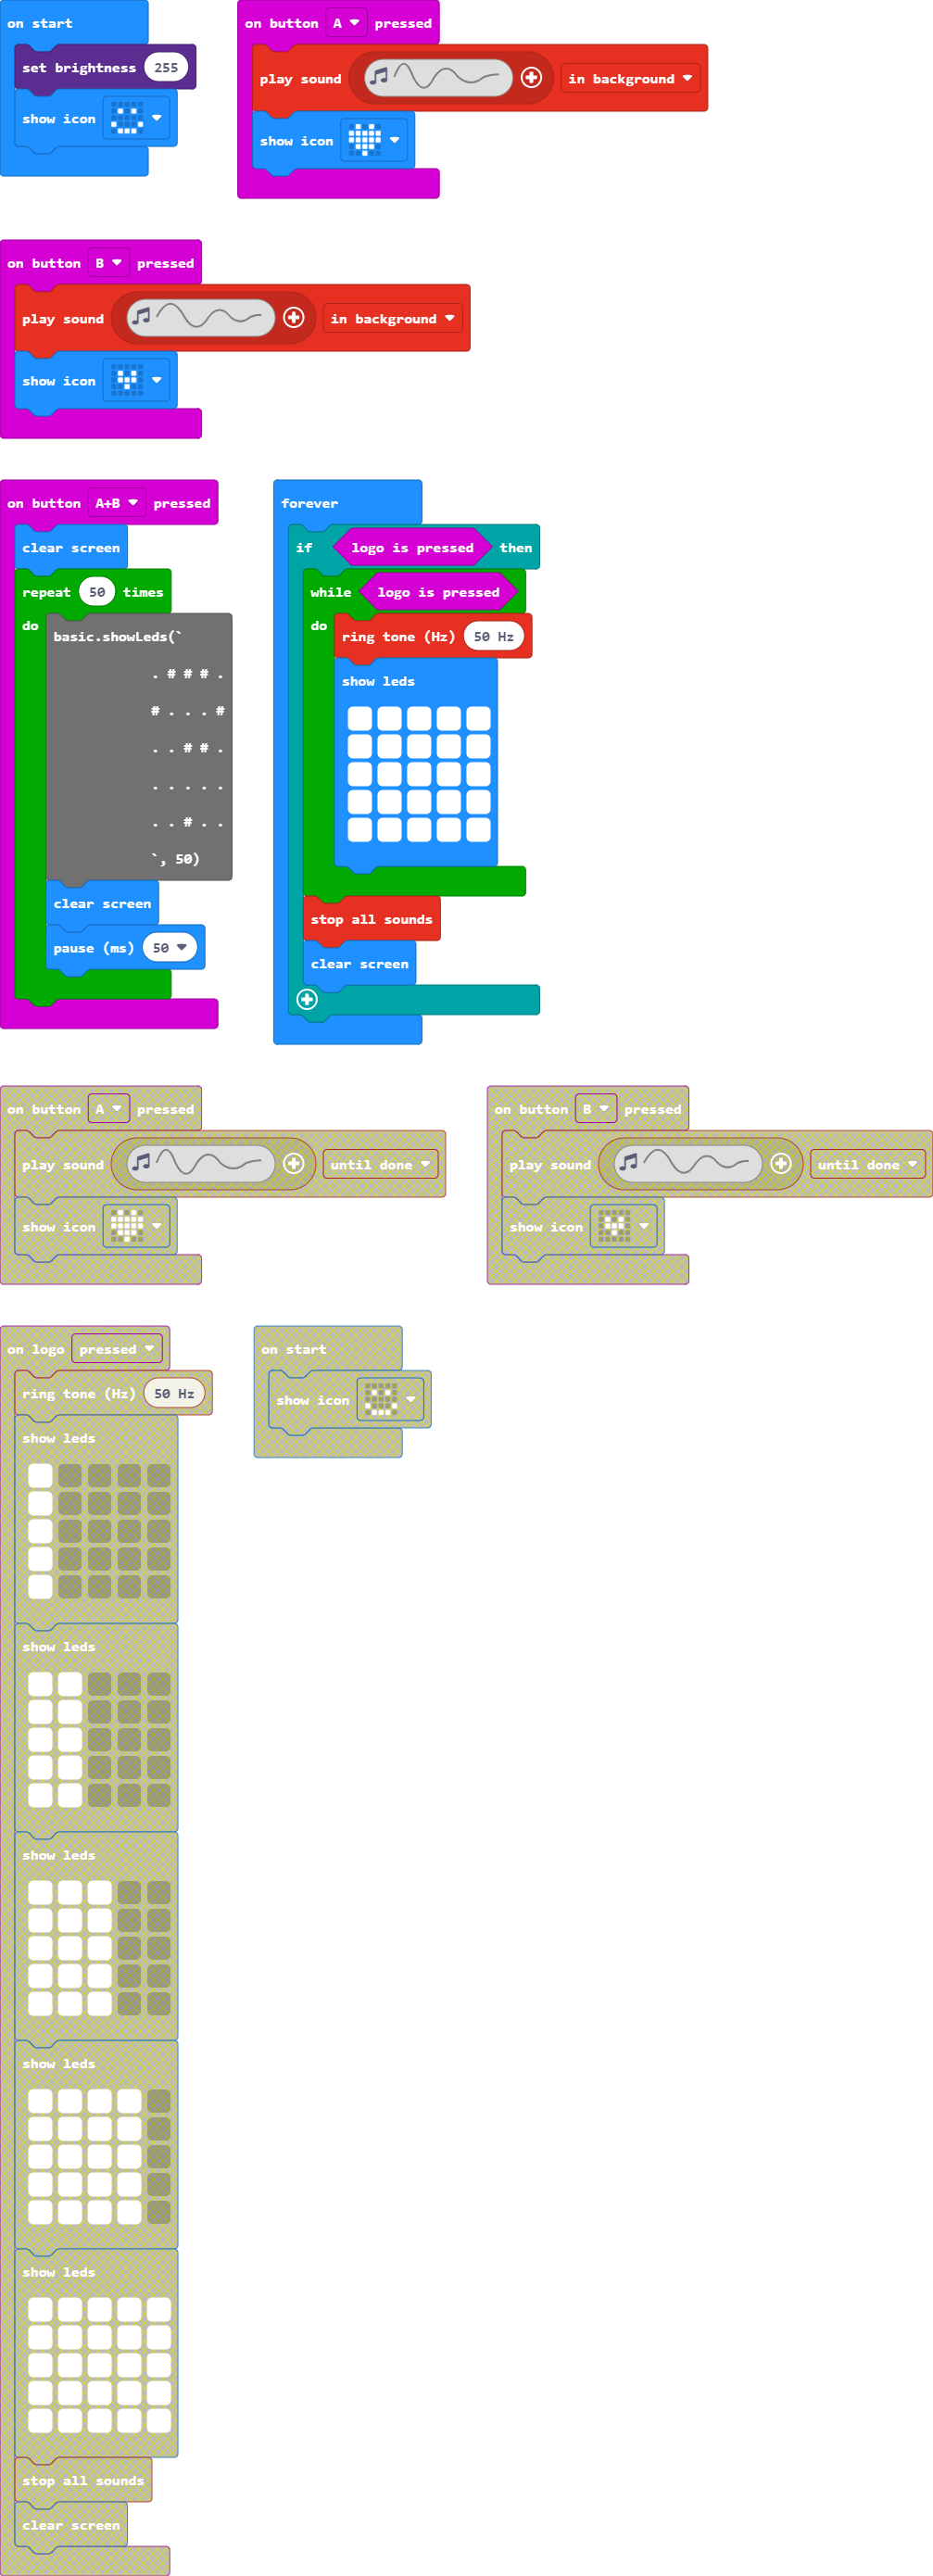 on start
set brightness 255
show icon
on button A pressed
play sound in background
show icon
on button B pressed
play sound in background
show icon
on button A+B pressed
clear screen
repeat 50 times
do
basic.showLeds(`
. # # # .
# . . . #
. . # # .
. . . . .
. . # . .
`, 50)
clear screen
pause (ms) 50
forever
if logo is pressed then
while logo is pressed
do ring tone (Hz) 50 Hz
show leds
stop all sounds
clear screen
on button A pressed
play sound until done
show icon
on button B pressed
play sound until done
show icon
on logo pressed
ring tone (Hz) 50 Hz
show leds
show leds
show leds
show leds
show leds
stop all sounds
clear screen
on start
show icon